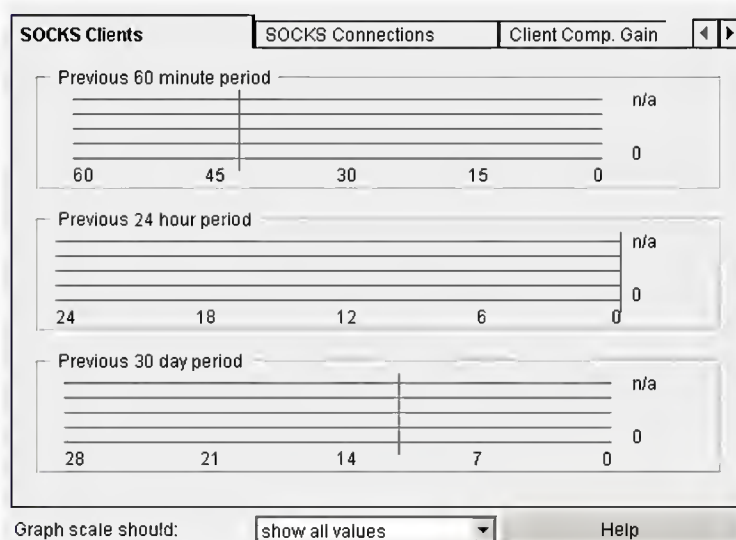 SOCKS Clients SOCKS Connections Client Comp. Gain
Previous 60 minute period
n/a
0
60 45 30 15 0
Previous 24 hour period
n/a
0
24 18 12 6 0
Previous 30 day period
n/a
0
28 21 14 7 0
Graph scale should: show all values Help